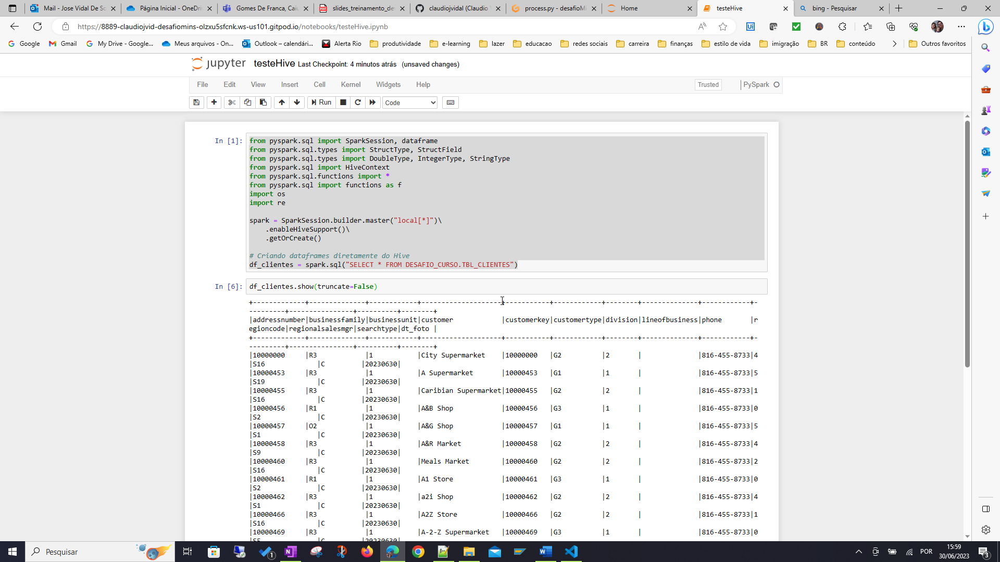 Mail - Jose Vidal De Sc
Página Inicial - OneDri
Gomes De Franca, Caiu
slides_treinamento_de
claudiojvidal (Claudio
process.py - desafioMi
Home
testeHive
bing - Pesquisar
https://8889-claudiojvid-desafiomins-olzxu5sfcnk.ws-us101.gitpod.io/notebooks/testeHive.ipynb
Google
Gmail
My Drive - Google...
Meus arquivos - On...
Outlook – calendári...
Alerta Rio
produtividade
e-learning
lazer
educacao
redes sociais
carreira
finanças
estilo de vida
imigração
BR
conteúdo
Outros favoritos
jupyter testeHive Last Checkpoint: 4 minutos atrás (unsaved changes)
File Edit View Insert Cell Kernel Widgets Help Trusted PySpark
Run Code
In [1]: from pyspark.sql import SparkSession, dataframe
from pyspark.sql.types import StructType, StructField
from pyspark.sql.types import DoubleType, IntegerType, StringType
from pyspark.sql import HiveContext
from pyspark.sql.functions import *
from pyspark.sql import functions as f
import os
import re
spark = SparkSession.builder.master("local[*]")\
.enableHiveSupport()\
.getOrCreate()
# Criando dataframes diretamente do Hive
df_clientes = spark.sql("SELECT * FROM DESAFIO_CURSO.TBL_CLIENTES")
In [6]: df_clientes.show(truncate=False)
+-------------+--------------+------------+--------------------+-----------+------------+--------+--------------+------------+-
---------+----------------+----------+--------+
|addressnumber|businessfamily|businessunit|customer            |customerkey|customertype|division|lineofbusiness|phone       |r
egioncode|regionalsalesmgr|searchtype|dt_foto |
+-------------+--------------+------------+--------------------+-----------+------------+--------+--------------+------------+-
---------+----------------+----------+--------+
|10000000     |R3            |1           |City Supermarket    |10000000   |G2          |2       |              |816-455-8733|4
|S16             |C         |20230630|
|10000453     |R3            |1           |A Supermarket       |10000453   |G1          |1       |              |816-455-8733|5
|S19             |C         |20230630|
|10000455     |R3            |1           |Caribian Supermarket|10000455   |G2          |2       |              |816-455-8733|1
|S16             |C         |20230630|
|10000456     |R1            |1           |A&B Shop            |10000456   |G3          |1       |              |816-455-8733|0
|S2              |C         |20230630|
|10000457     |O2            |1           |A&G Shop            |10000457   |G1          |1       |              |816-455-8733|5
|S1              |C         |20230630|
|10000458     |R3            |1           |A&R Market          |10000458   |G2          |2       |              |816-455-8733|4
|S9              |C         |20230630|
|10000460     |R3            |1           |Meals Market        |10000460   |G2          |2       |              |816-455-8733|2
|S16             |C         |20230630|
|10000461     |R1            |1           |A1 Store            |10000461   |G3          |1       |              |816-455-8733|0
|S2              |C         |20230630|
|10000462     |R3            |1           |a2i Shop            |10000462   |G2          |2       |              |816-455-8733|4
|S1              |C         |20230630|
|10000466     |R3            |1           |A2Z Store           |10000466   |G2          |2       |              |816-455-8733|1
|S16             |C         |20230630|
|10000469     |R3            |1           |A-2-Z Supermarket   |10000469   |G3          |1       |              |816-455-8733|0
Pesquisar
1
POR
15:59
30/06/2023
3